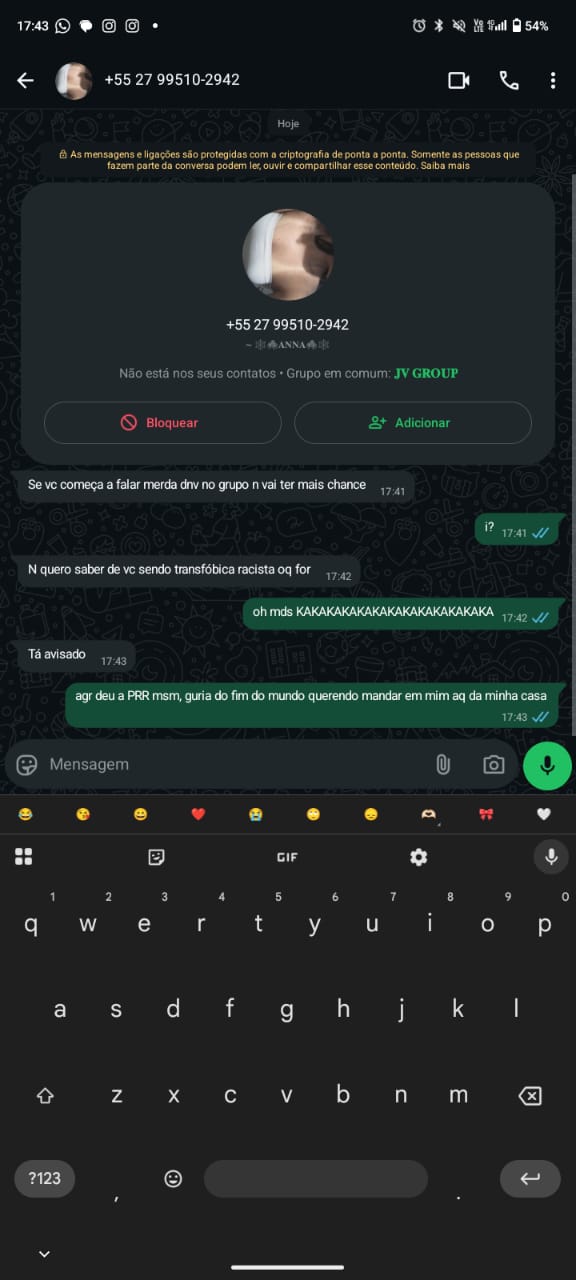 17:43
Vo LTE 4G 54%
+55 27 99510-2942
Hoje
As mensagens e ligações são protegidas com a criptografia de ponta a ponta. Somente as pessoas que
fazem parte da conversa podem ler, ouvir e compartilhar esse conteúdo. Saiba mais
+55 27 99510-2942
~ 🕸️☘️𝐀𝐍𝐍𝐀☘️🕸️
Não está nos seus contatos • Grupo em comum: 𝐉𝐕 𝐆𝐑𝐎𝐔𝐏
Bloquear
Adicionar
Se vc começa a falar merda dnv no grupo n vai ter mais chance 17:41
i? 17:41
N quero saber de vc sendo transfóbica racista oq for 17:42
oh mds KAKAKAKAKAKAKAKAKAKAKAKAKA 17:42
Tá avisado 17:43
agr deu a PRR msm, guria do fim do mundo querendo mandar em mim aq da minha casa
17:43
Mensagem
😂 😘 😄 ❤️ 😭 🙄 😞 🫶🏻 🎀 🤍
GIF
1 2 3 4 5 6 7 8 9 0
q w e r t y u i o p
a s d f g h j k l
z x c v b n m
?123 , .